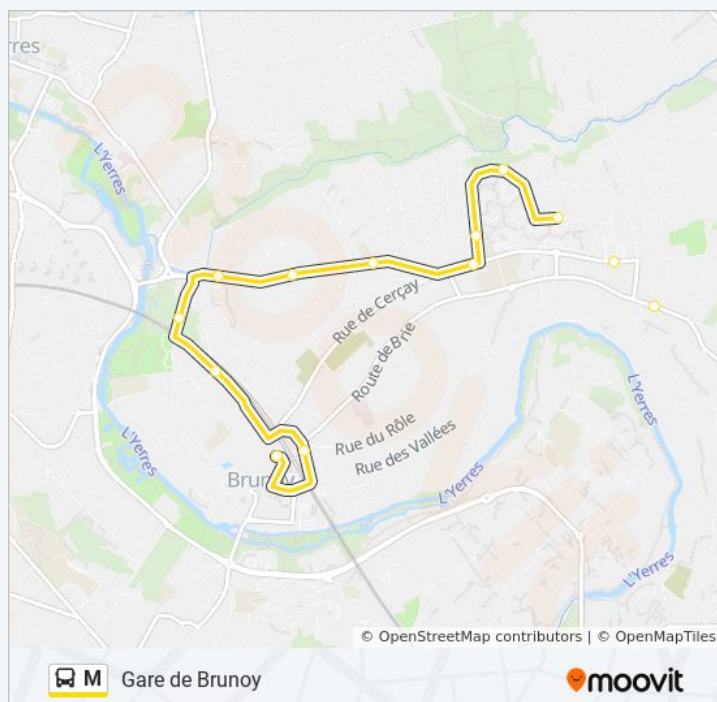 rres
L'Yerres
Rue de Cerçay
Route de Brie
Rue du Rôle
Rue des Vallées
L'Yerres
L'Yerres
L'Yerres
Brunoy
L'Yerres
© OpenStreetMap contributors | © OpenMapTiles
M Gare de Brunoy
moovit